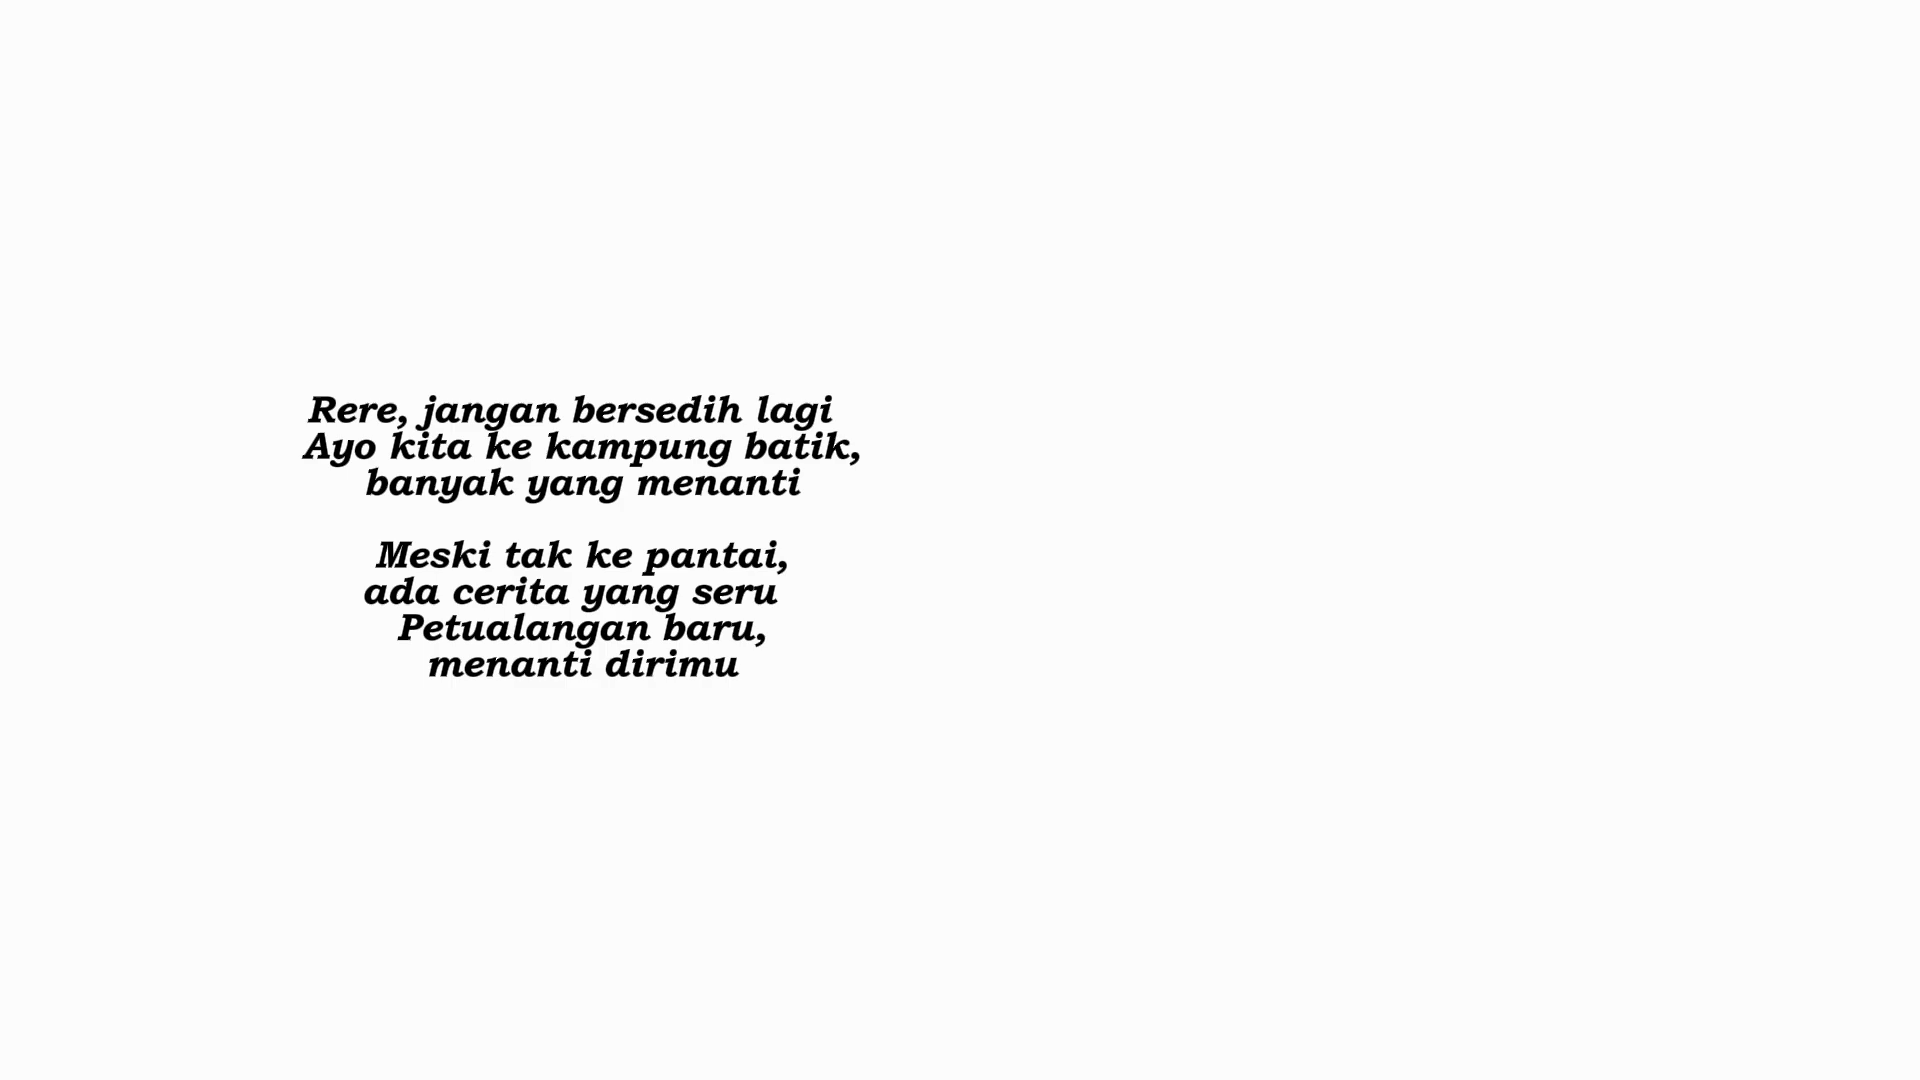 Rere, jangan bersedih lagi
Ayo kita ke kampung batik,
banyak yang menanti
Meski tak ke pantai,
ada cerita yang seru
Petualangan baru,
menanti dirimu